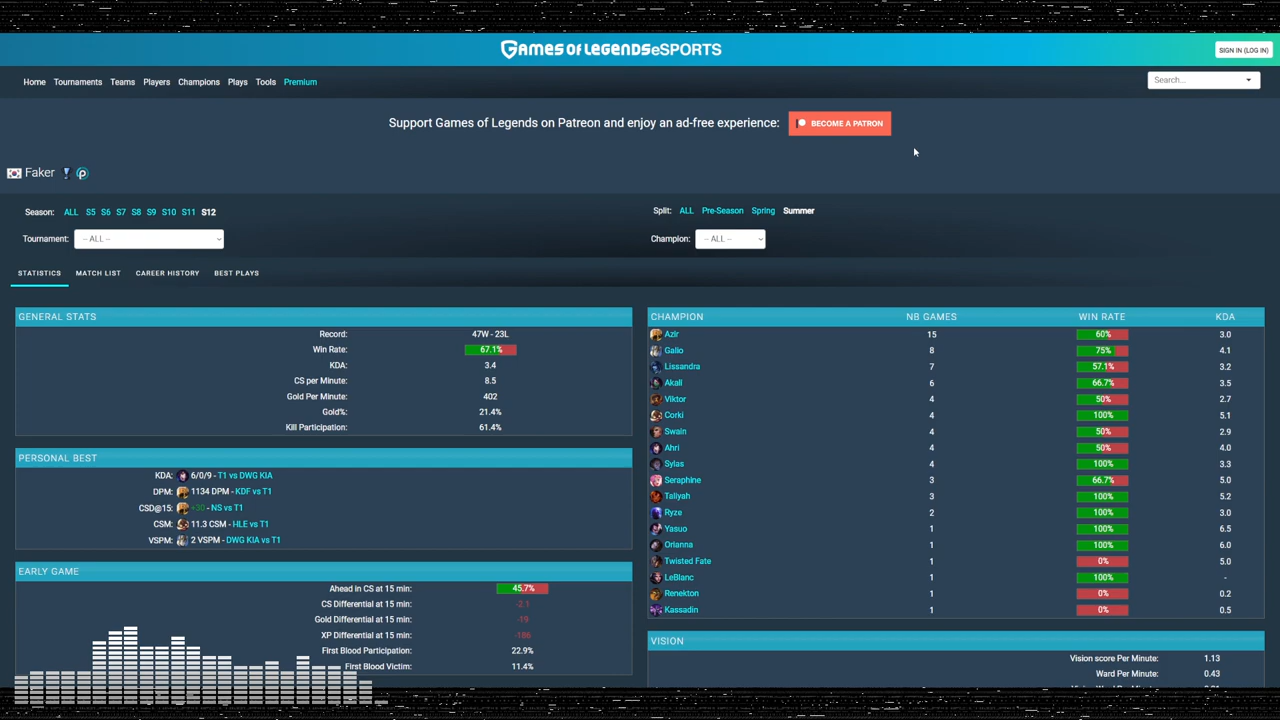 GAMES OF LEGENDS eSPORTS
SIGN IN (LOG IN)
Home Tournaments Teams Players Champions Plays Tools Premium
Search...
Support Games of Legends on Patreon and enjoy an ad-free experience: BECOME A PATRON
Faker
Season: ALL S5 S6 S7 S8 S9 S10 S11 S12
Split: ALL Pre-Season Spring Summer
Tournament: -- ALL --
Champion: -- ALL --
STATISTICS MATCH LIST CAREER HISTORY BEST PLAYS
GENERAL STATS
Record: 47W - 23L
Win Rate: 67.1%
KDA: 3.4
CS per Minute: 8.5
Gold Per Minute: 402
Gold%: 21.4%
Kill Participation: 61.4%
PERSONAL BEST
KDA: 6/0/9 - T1 vs DWG KIA
DPM: 1134 DPM - KDF vs T1
CSD@15: +30 - NS vs T1
CSM: 11.3 CSM - HLE vs T1
VSPM: 2 VSPM - DWG KIA vs T1
EARLY GAME
Ahead in CS at 15 min: 45.7%
CS Differential at 15 min: -2.1
Gold Differential at 15 min: -19
XP Differential at 15 min: -186
First Blood Participation: 22.9%
First Blood Victim: 11.4%
CHAMPION NB GAMES WIN RATE KDA
Azir 15 60% 3.0
Galio 8 75% 4.1
Lissandra 7 57.1% 3.2
Akali 6 66.7% 3.5
Viktor 4 50% 2.7
Corki 4 100% 5.1
Swain 4 50% 2.9
Ahri 4 50% 4.0
Sylas 4 100% 3.3
Seraphine 3 66.7% 5.0
Taliyah 3 100% 5.2
Ryze 2 100% 3.0
Yasuo 1 100% 6.5
Orianna 1 100% 6.0
Twisted Fate 1 0% 5.0
LeBlanc 1 100% -
Renekton 1 0% 0.2
Kassadin 1 0% 0.5
VISION
Vision score Per Minute: 1.13
Ward Per Minute: 0.43